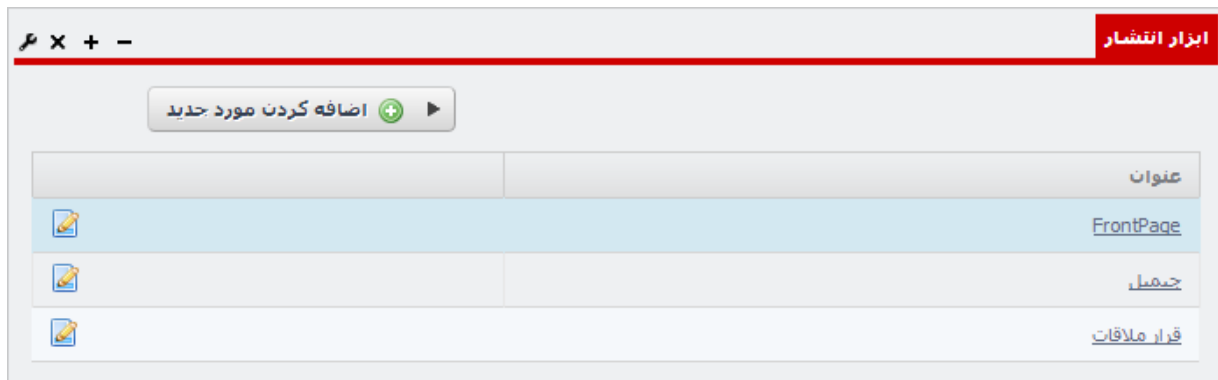 ابزار انتشار
اضافه کردن مورد جدید
عنوان
FrontPage
جیمیل
قرار ملاقات